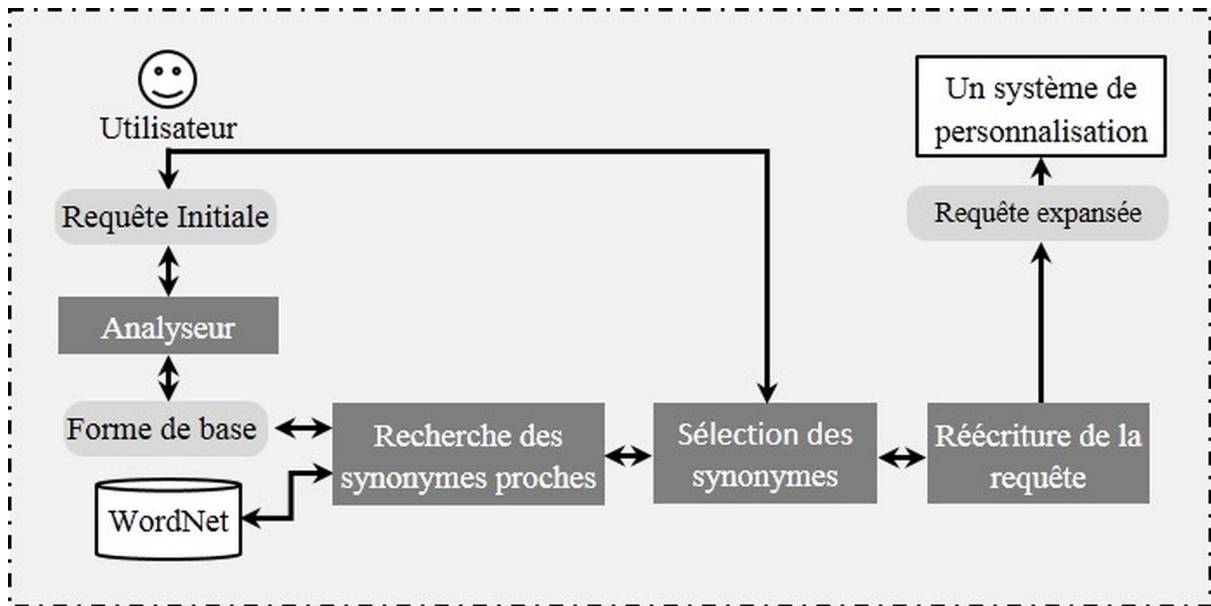 Utilisateur
Requête Initiale
Analyseur
Forme de base
WordNet
Recherche des
synonymes proches
Sélection des
synonymes
Réécriture de la
requête
Requête expansée
Un système de
personnalisation